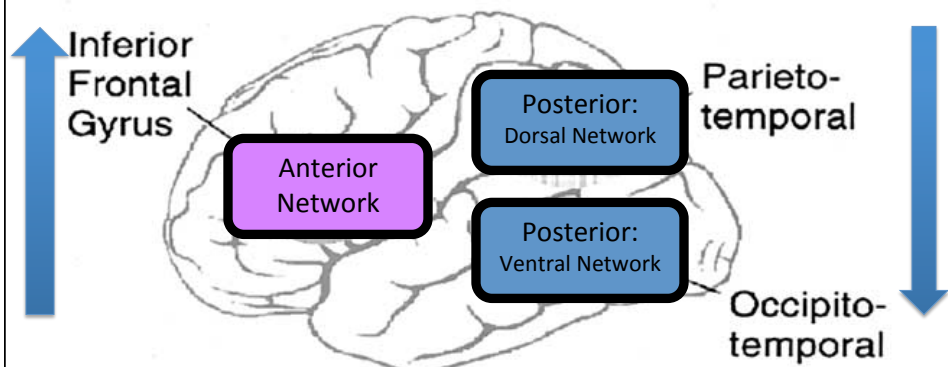 Inferior
Frontal
Gyrus
Anterior
Network
Posterior:
Dorsal Network
Parieto-
temporal
Posterior:
Ventral Network
Occipito-
temporal